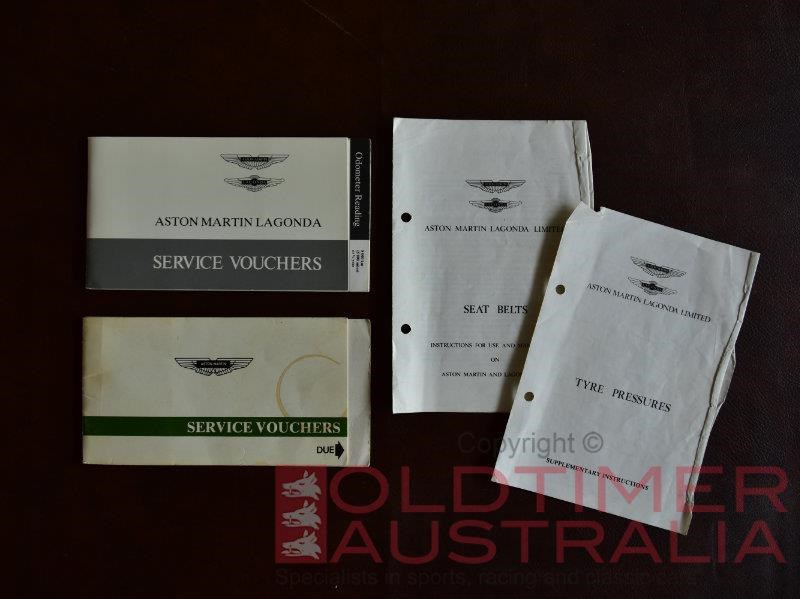 ASTON MARTIN LAGONDA
SERVICE VOUCHERS
Odometer Reading
ASTON MARTIN
SERVICE VOUCHERS
DUE
ASTON MARTIN LAGONDA LIMITED
SEAT BELTS
INSTRUCTIONS FOR USE AND
ON
ASTON MARTIN AND
ASTON MARTIN LAGONDA LIMITED
TYRE PRESSURES
SUPPLEMENTARY INSTRUCTIONS
Copyright ©
OLDTIMER
AUSTRALIA
Specialists in sports, racing and classic cars